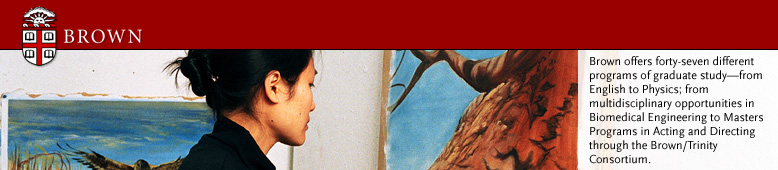 BROWN
Brown offers forty-seven different
programs of graduate study—from
English to Physics; from
multidisciplinary opportunities in
Biomedical Engineering to Masters
Programs in Acting and Directing
through the Brown/Trinity
Consortium.